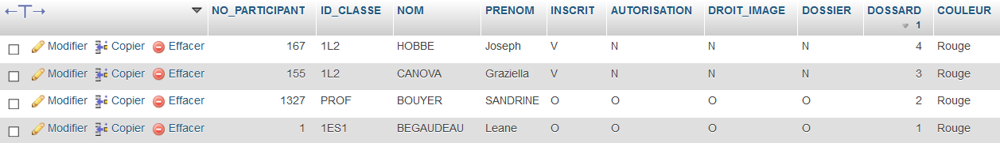 NO_PARTICIPANT ID_CLASSE NOM PRENOM INSCRIT AUTORISATION DROIT_IMAGE DOSSIER DOSSARD 1 COULEUR
Modifier Copier Effacer 167 1L2 HOBBE Joseph V N N N 4 Rouge
Modifier Copier Effacer 155 1L2 CANOVA Graziella V N N N 3 Rouge
Modifier Copier Effacer 1327 PROF BOUYER SANDRINE O O O O 2 Rouge
Modifier Copier Effacer 1 1ES1 BEGAUDEAU Leane O O O O 1 Rouge